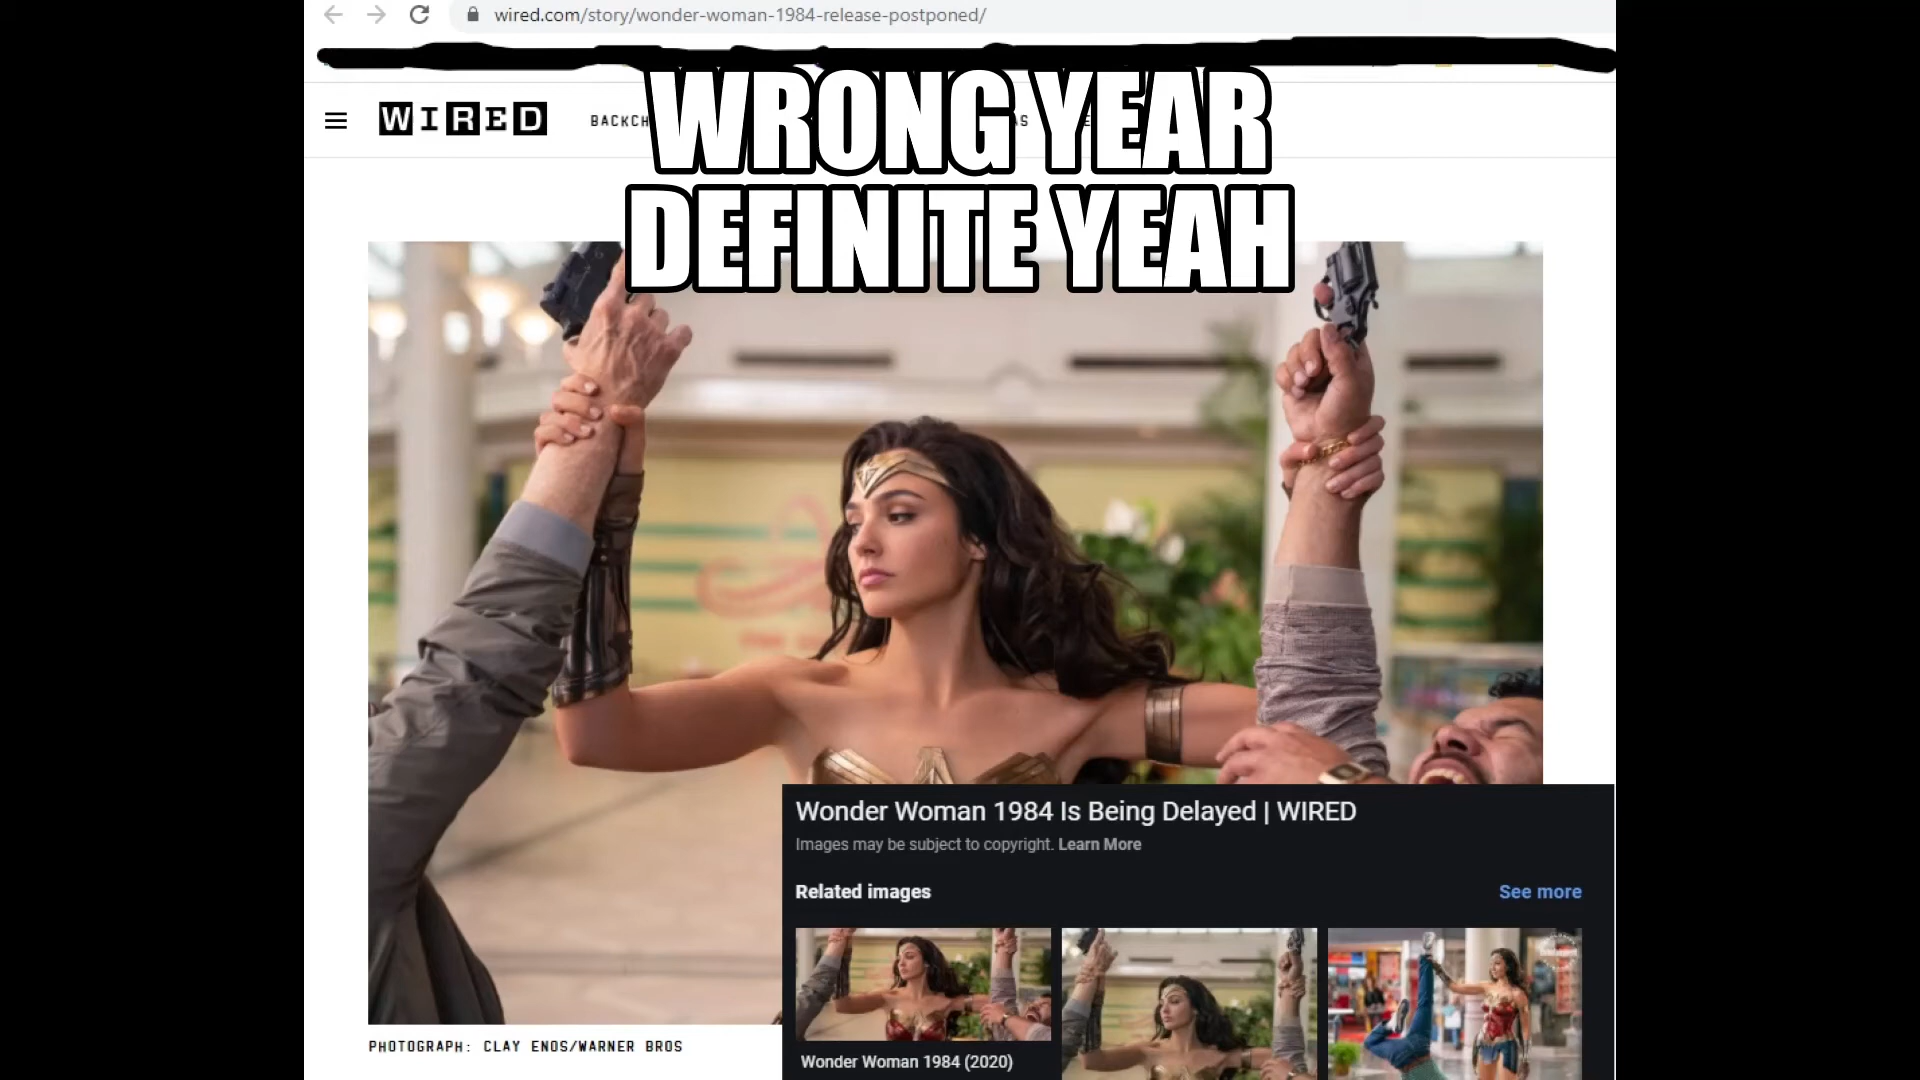 wired.com/story/wonder-woman-1984-release-postponed/
WIRED
WRONG YEAR
DEFINITE YEAH
Wonder Woman 1984 Is Being Delayed | WIRED
Images may be subject to copyright. Learn More
Related images
See more
Wonder Woman 1984 (2020)
PHOTOGRAPH: CLAY ENOS/WARNER BROS